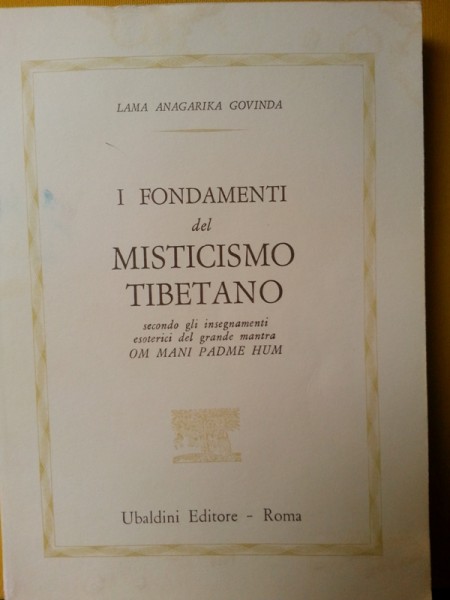 LAMA ANAGARIKA GOVINDA
I FONDAMENTI
del
MISTICISMO
TIBETANO
secondo gli insegnamenti
esoterici del grande mantra
OM MANI PADME HUM
Ubaldini Editore - Roma